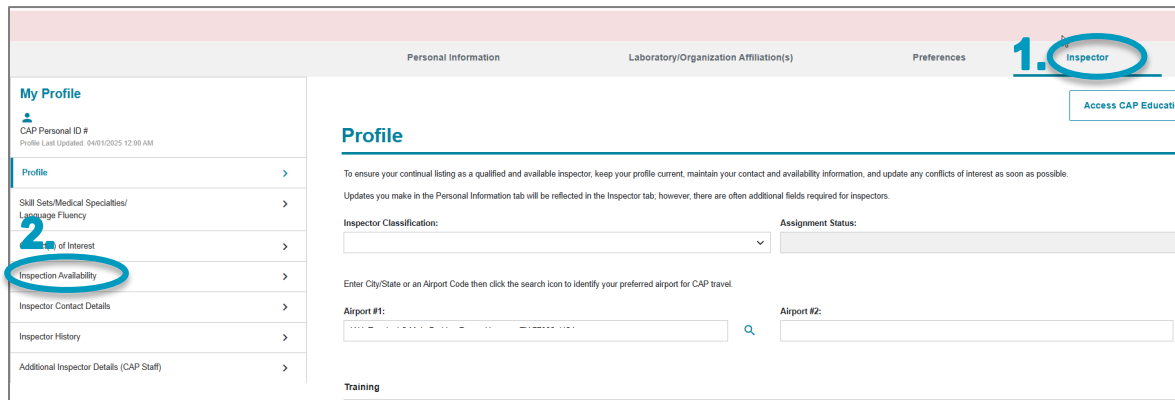 Personal Information
Laboratory/Organization Affiliation(s)
Preferences
1.
Inspector
My Profile
CAP Personal ID #
Profile Last Updated: 04/01/2025 12:00 AM
Access CAP Educati
Profile
Profile
To ensure your continual listing as a qualified and available inspector, keep your profile current, maintain your contact and availability information, and update any conflicts of interest as soon as possible.
Updates you make in the Personal Information tab will be reflected in the Inspector tab; however, there are often additional fields required for inspectors.
Skill Sets/Medical Specialties/
Language Fluency
Inspector Classification:
Assignment Status:
2.
of Interest
Inspection Availability
Enter City/State or an Airport Code then click the search icon to identify your preferred airport for CAP travel.
Inspector Contact Details
Airport #1:
Airport #2:
Inspector History
Additional Inspector Details (CAP Staff)
Training